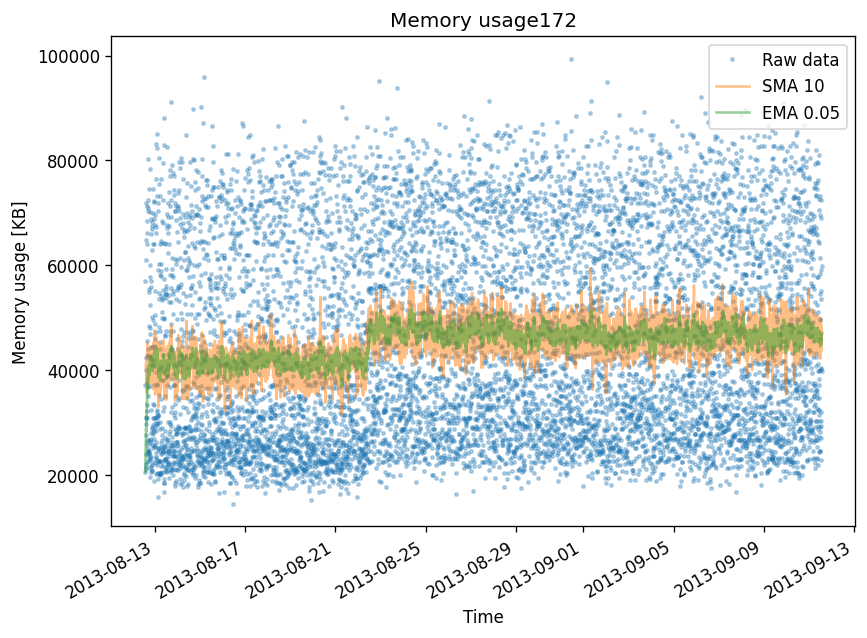 Memory usage172
100000
80000
60000
40000
20000
Memory usage [KB]
Raw data
SMA 10
EMA 0.05
2013-08-13
2013-08-17
2013-08-21
2013-08-25
2013-08-29
2013-09-01
2013-09-05
2013-09-09
2013-09-13
Time